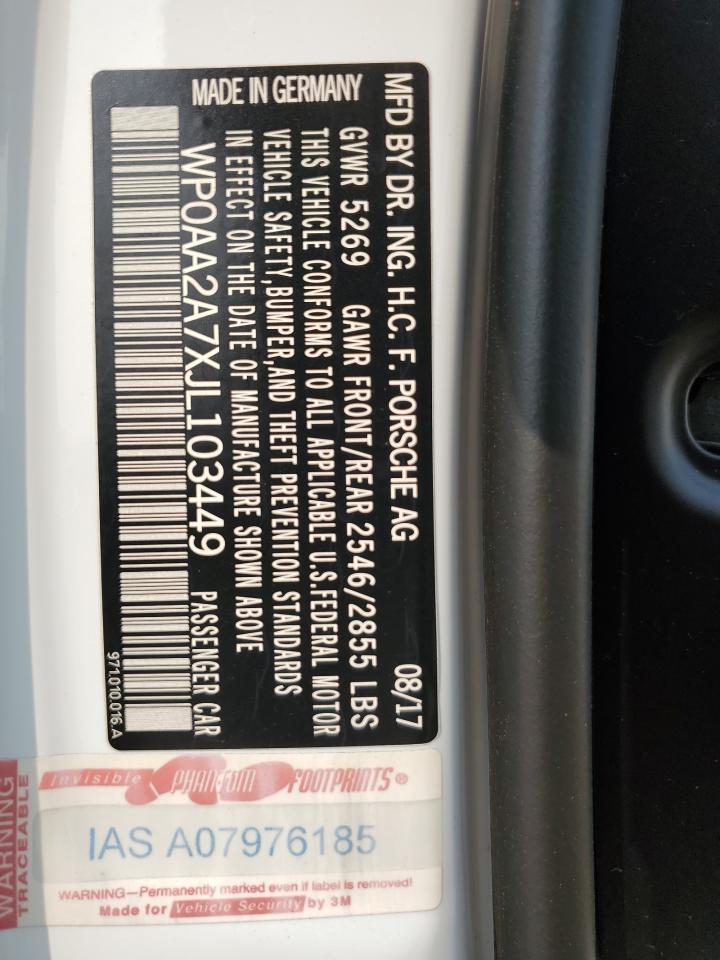 MFD BY DR. ING. H.C. F. PORSCHE AG 08/17
GVWR 5269 GAWR FRONT/REAR 2546/2855 LBS
THIS VEHICLE CONFORMS TO ALL APPLICABLE U.S.FEDERAL MOTOR
VEHICLE SAFETY,BUMPER,AND THEFT PREVENTION STANDARDS
IN EFFECT ON THE DATE OF MANUFACTURE SHOWN ABOVE
MADE IN GERMANY
WP0AA2A7XJL103449 PASSENGER CAR
971.010.016.A
WARNING
TRACEABLE
Invisible PHANTOM FOOTPRINTS®
IAS A07976185
WARNING—Permanently marked even if label is removed!
Made for Vehicle Security by 3M